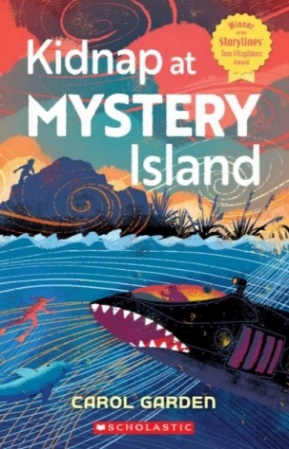 Kidnap at
MYSTERY
Island
Winner
of the
Storylines
Tom Fitzgibbon
Award
CAROL GARDEN
SCHOLASTIC